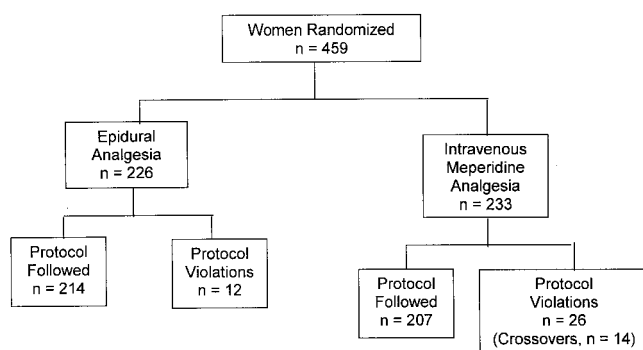 Women Randomized
n = 459
Epidural
Analgesia
n = 226
Intravenous
Meperidine
Analgesia
n = 233
Protocol
Followed
n = 214
Protocol
Violations
n = 12
Protocol
Followed
n = 207
Protocol
Violations
n = 26
(Crossovers, n = 14)